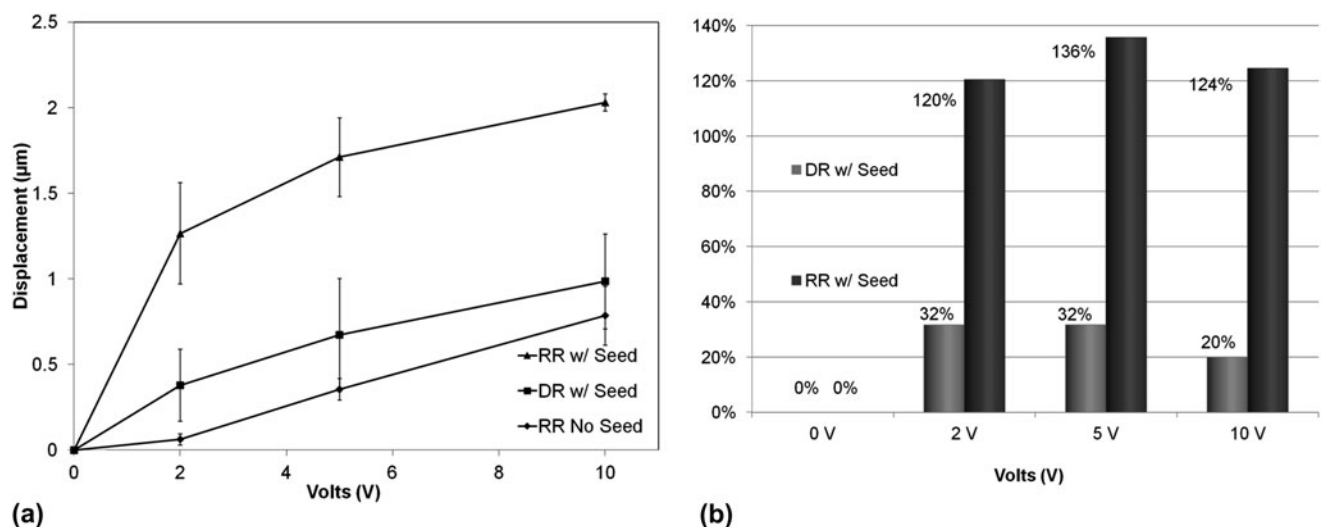 2.5
2
1.5
1
0.5
0
Displacement (µm)
0 2 4 6 8 10
Volts (V)
RR w/ Seed
DR w/ Seed
RR No Seed
(a)
140%
120%
100%
80%
60%
40%
20%
0%
DR w/ Seed
RR w/ Seed
0% 0%
32%
120%
32%
136%
20%
124%
0 V 2 V 5 V 10 V
Volts (V)
(b)